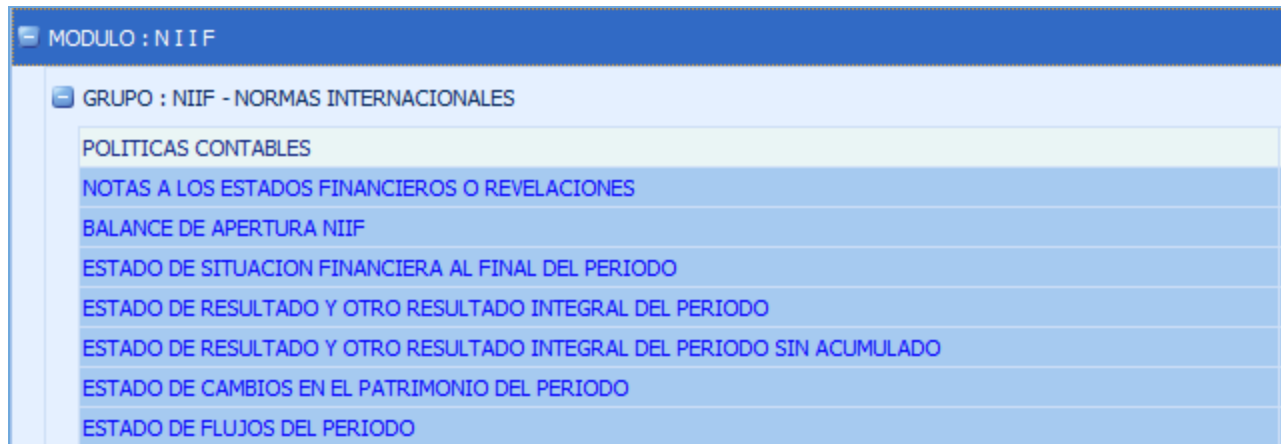 MODULO : N I I F
GRUPO : NIIF - NORMAS INTERNACIONALES
POLITICAS CONTABLES
NOTAS A LOS ESTADOS FINANCIEROS O REVELACIONES
BALANCE DE APERTURA NIIF
ESTADO DE SITUACION FINANCIERA AL FINAL DEL PERIODO
ESTADO DE RESULTADO Y OTRO RESULTADO INTEGRAL DEL PERIODO
ESTADO DE RESULTADO Y OTRO RESULTADO INTEGRAL DEL PERIODO SIN ACUMULADO
ESTADO DE CAMBIOS EN EL PATRIMONIO DEL PERIODO
ESTADO DE FLUJOS DEL PERIODO